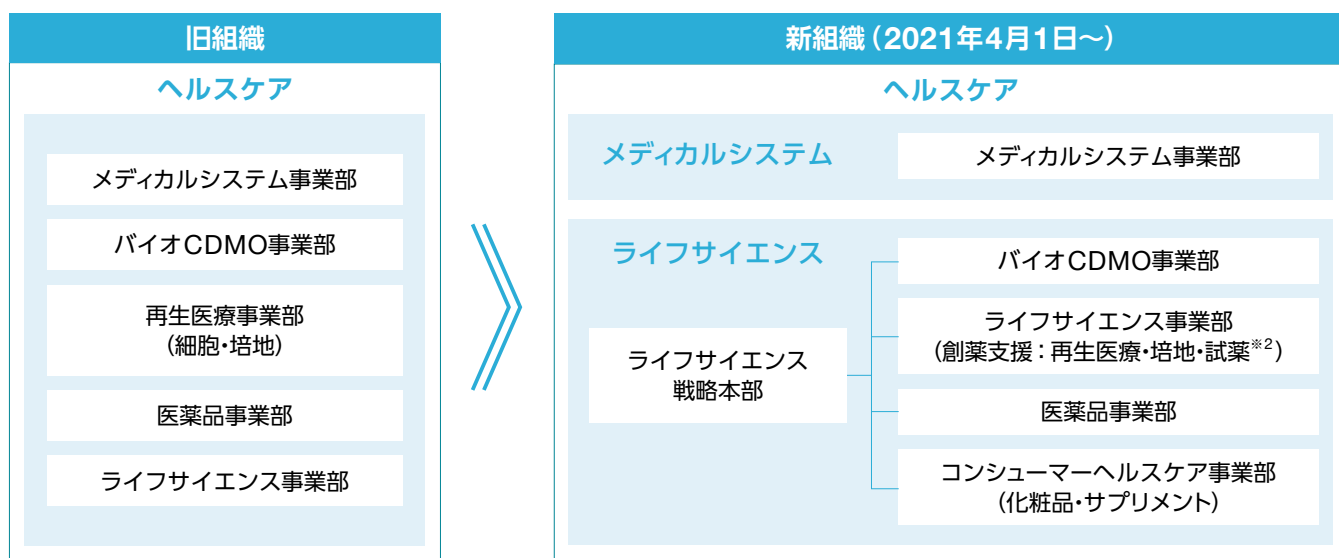 旧組織
ヘルスケア
メディカルシステム事業部
バイオCDMO事業部
再生医療事業部
(細胞・培地)
医薬品事業部
ライフサイエンス事業部
新組織(2021年4月1日~)
ヘルスケア
メディカルシステム
メディカルシステム事業部
ライフサイエンス
ライフサイエンス
戦略本部
バイオCDMO事業部
ライフサイエンス事業部
(創薬支援:再生医療・培地・試薬※2)
医薬品事業部
コンシューマーヘルスケア事業部
(化粧品・サプリメント)